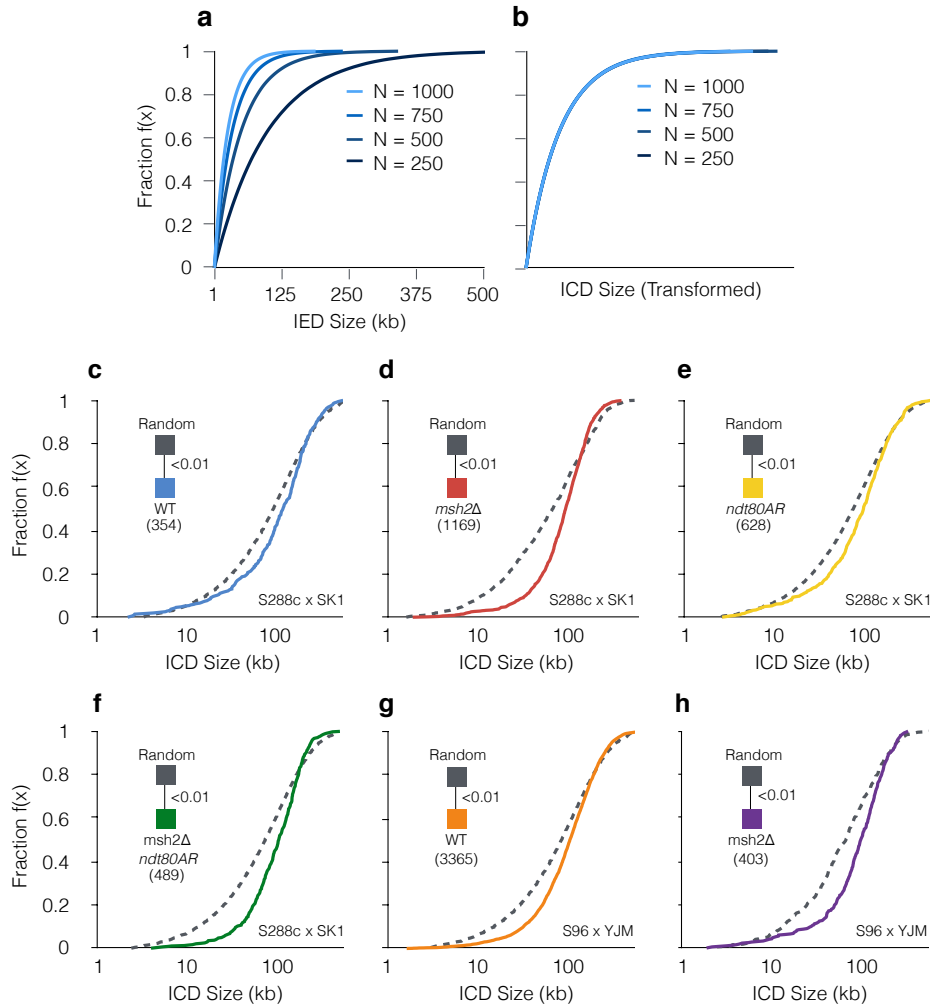 a
b
1
0.8
0.6
0.4
0.2
0
Fraction f(x)
N = 1000
N = 750
N = 500
N = 250
N = 1000
N = 750
N = 500
N = 250
1 125 250 375 500
IED Size (kb)
ICD Size (Transformed)
c
d
e
1
0.8
0.6
0.4
0.2
0
Fraction f(x)
Random
<0.01
WT
(354)
S288c x SK1
1 10 100
ICD Size (kb)
Random
<0.01
msh2Δ
(1169)
S288c x SK1
1 10 100
ICD Size (kb)
Random
<0.01
ndt80AR
(628)
S288c x SK1
1 10 100
ICD Size (kb)
f
g
h
1
0.8
0.6
0.4
0.2
0
Fraction f(x)
Random
<0.01
msh2Δ
ndt80AR
(489)
S288c x SK1
1 10 100
ICD Size (kb)
Random
<0.01
WT
(3365)
S96 x YJM
1 10 100
ICD Size (kb)
Random
<0.01
msh2Δ
(403)
S96 x YJM
1 10 100
ICD Size (kb)